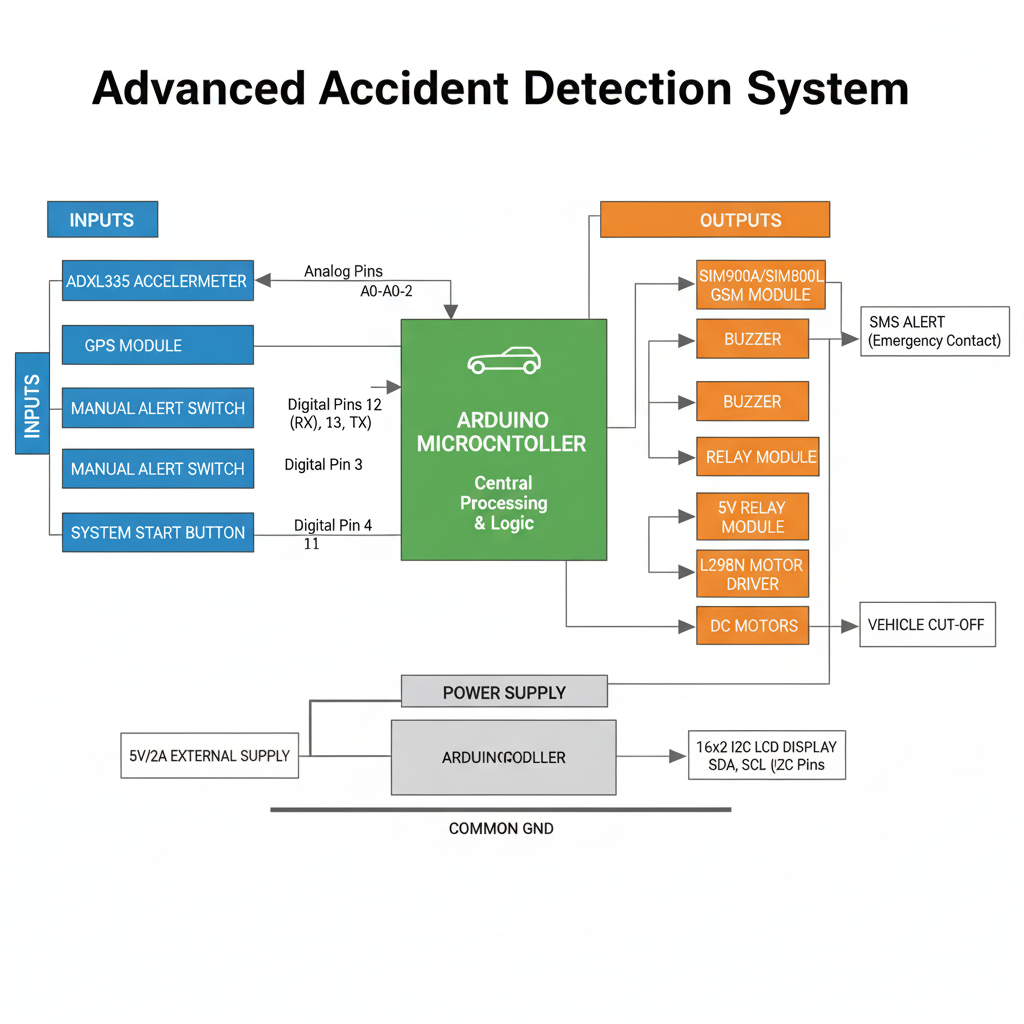 Advanced Accident Detection System
INPUTS
OUTPUTS
INPUTS
ADXL335 ACCELERMETER
GPS MODULE
MANUAL ALERT SWITCH
MANUAL ALERT SWITCH
SYSTEM START BUTTON
Analog Pins
A0-A0-2
Digital Pins 12
(RX), 13, TX)
Digital Pin 3
Digital Pin 4
11
ARDUINO
MICROCNTOLLER
Central
Processing
& Logic
SIM900A/SIM800L
GSM MODULE
BUZZER
BUZZER
RELAY MODULE
5V RELAY
MODULE
L298N MOTOR
DRIVER
DC MOTORS
SMS ALERT
(Emergency Contact)
VEHICLE CUT-OFF
POWER SUPPLY
5V/2A EXTERNAL SUPPLY
16x2 I2C LCD DISPLAY
SDA, SCL (I2C Pins
COMMON GND